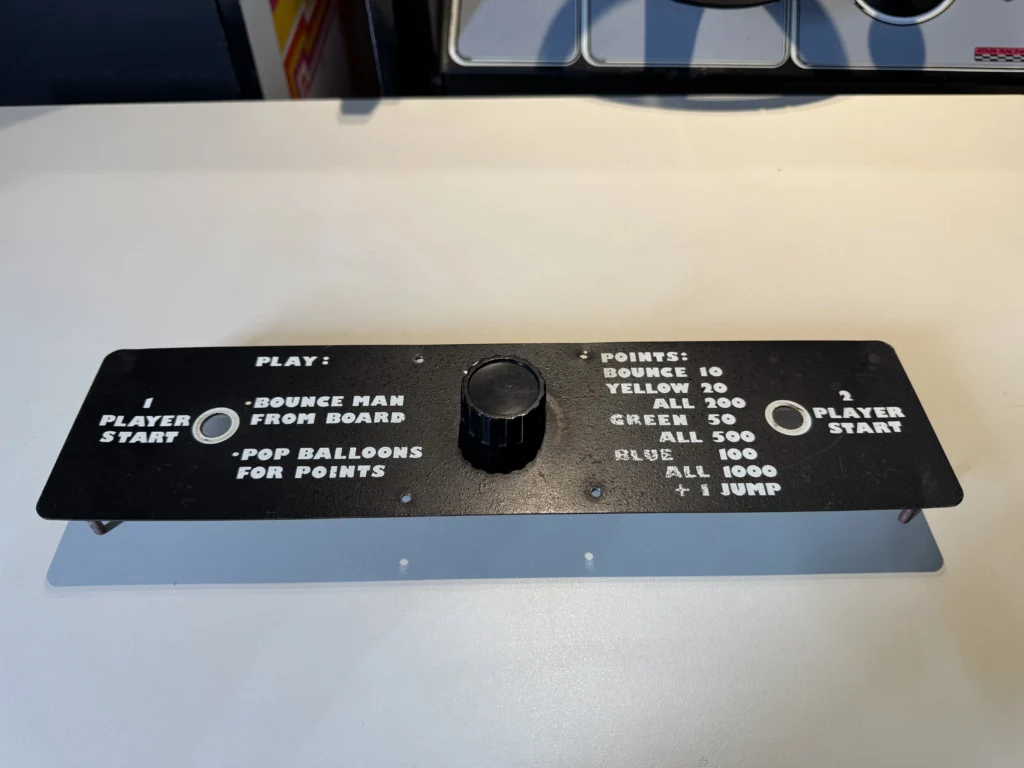 1
PLAYER
START
PLAY:
•BOUNCE MAN
FROM BOARD
•POP BALLOONS
FOR POINTS
POINTS:
BOUNCE 10
YELLOW 20
ALL 200
GREEN 50
ALL 500
BLUE 100
ALL 1000
+ 1 JUMP
2
PLAYER
START